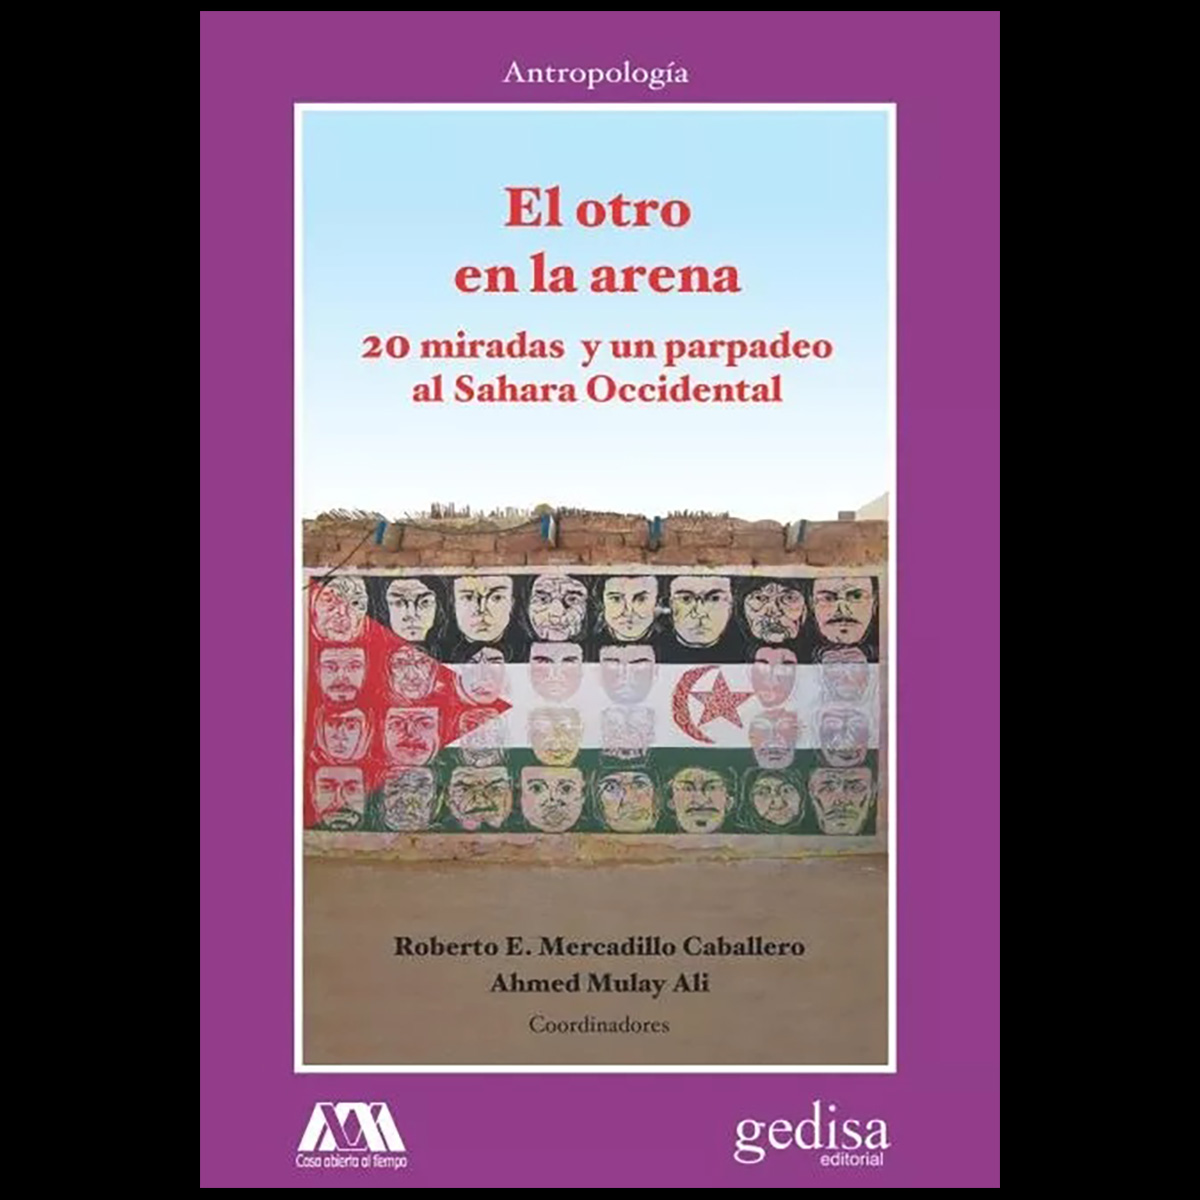 Antropología
El otro
en la arena
20 miradas y un parpadeo
al Sahara Occidental
Roberto E. Mercadillo Caballero
Ahmed Mulay Ali
Coordinadores
Casa abierta al tiempo
gedisa
editorial